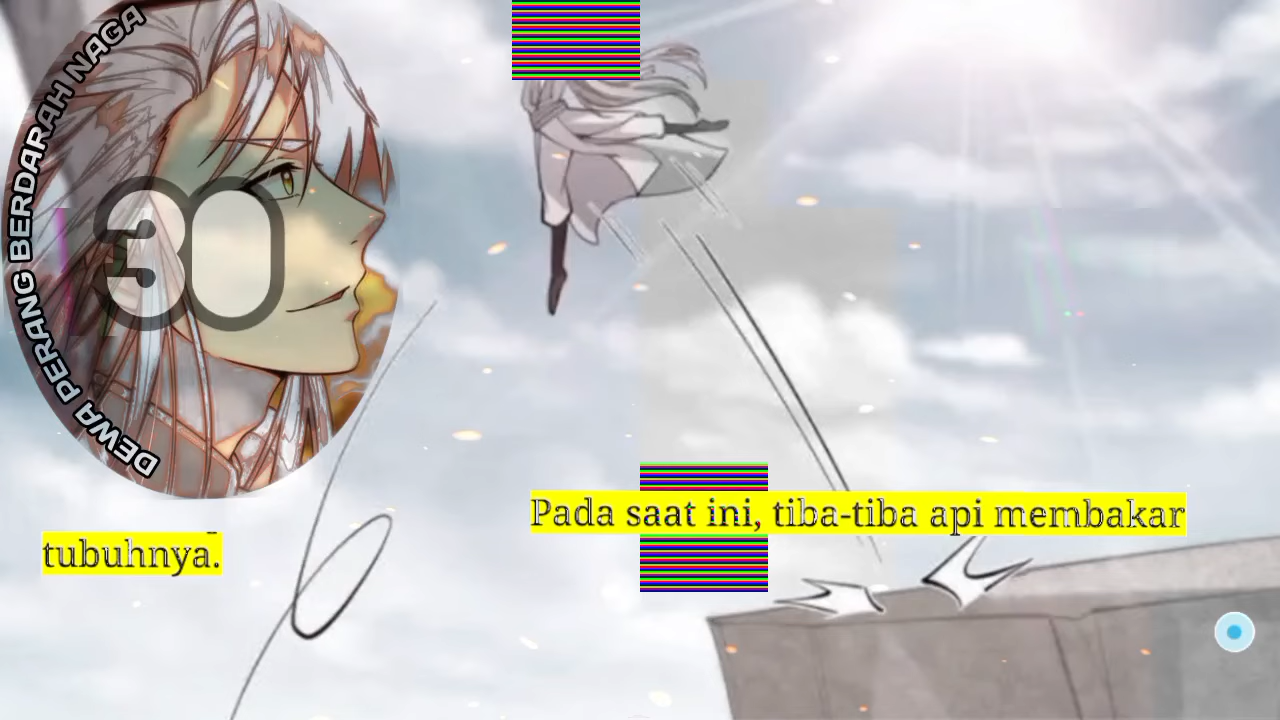 DEWA PERANG BERDARAH NAGA
30
Pada saat ini, tiba-tiba api membakar
tubuhnya.